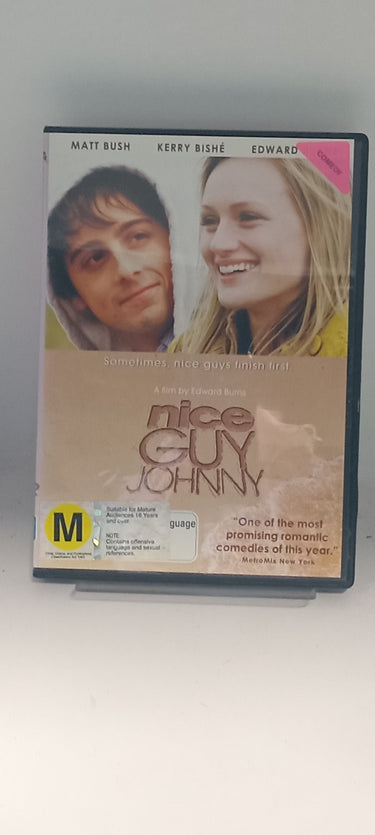 MATT BUSH KERRY BISHÉ EDWARD
COMEDY
Sometimes, nice guys finish first.
A film by Edward Burns
nice
GUY
JOHNNY
M
Suitable for Mature
Audiences 16 Years
and over.
NOTE:
Contains offensive
language and sexual
references.
guage
"One of the most
promising romantic
comedies of this year."
MetroMix New York